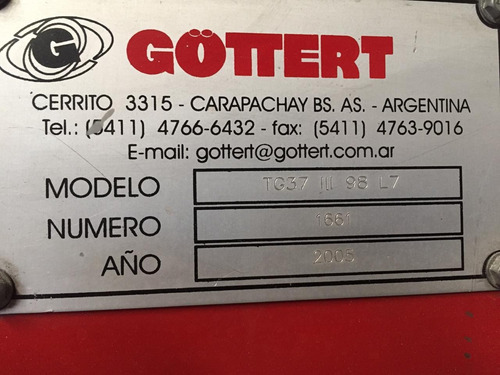 G GÖTTERT
CERRITO 3315 - CARAPACHAY BS. AS. - ARGENTINA
Tel.: (5411) 4766-6432 - fax: (5411) 4763-9016
E-mail: gottert@gottert.com.ar
MODELO TG37 III 98 L7
NUMERO 1661
AÑO 2005